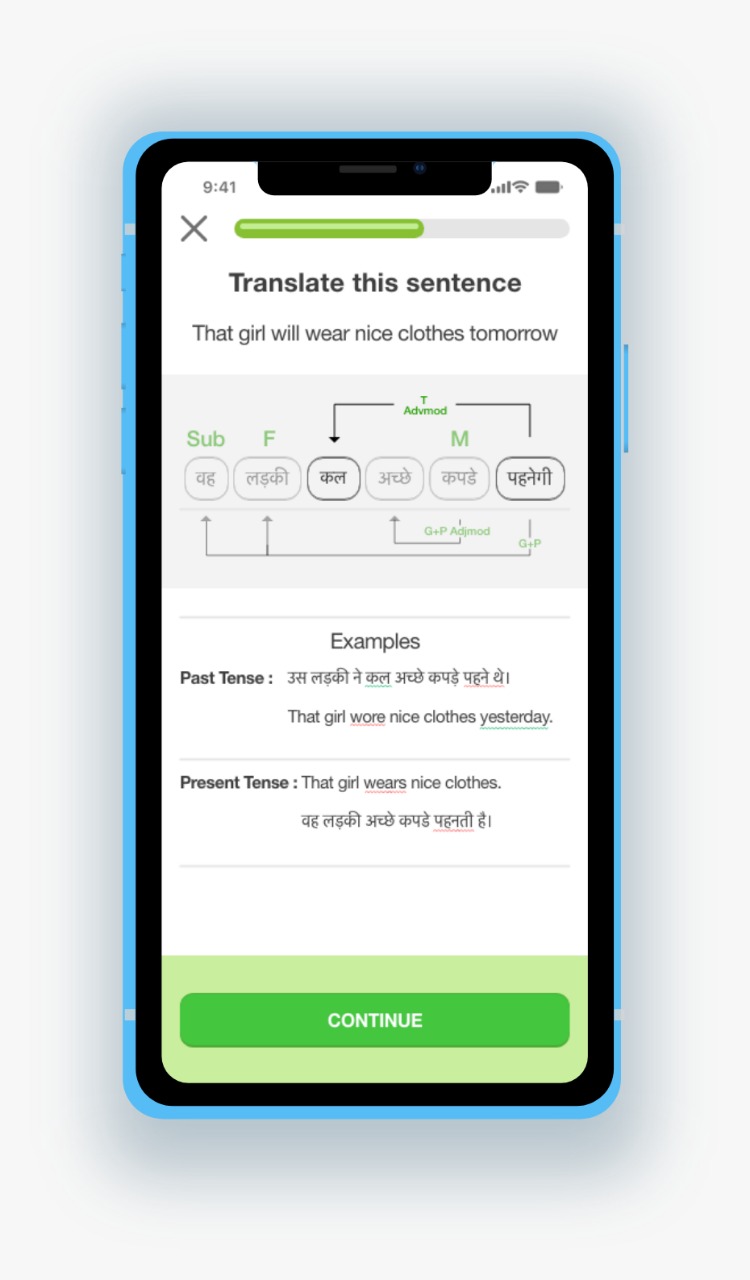 9:41
Translate this sentence
That girl will wear nice clothes tomorrow
T
Advmod
Sub F M
वह लड़की कल अच्छे कपडे पहनेगी
G+P Adjmod
G+P
Examples
Past Tense : उस लड़की ने कल अच्छे कपड़े पहने थे।
That girl wore nice clothes yesterday.
Present Tense : That girl wears nice clothes.
वह लड़की अच्छे कपडे पहनती है।
CONTINUE